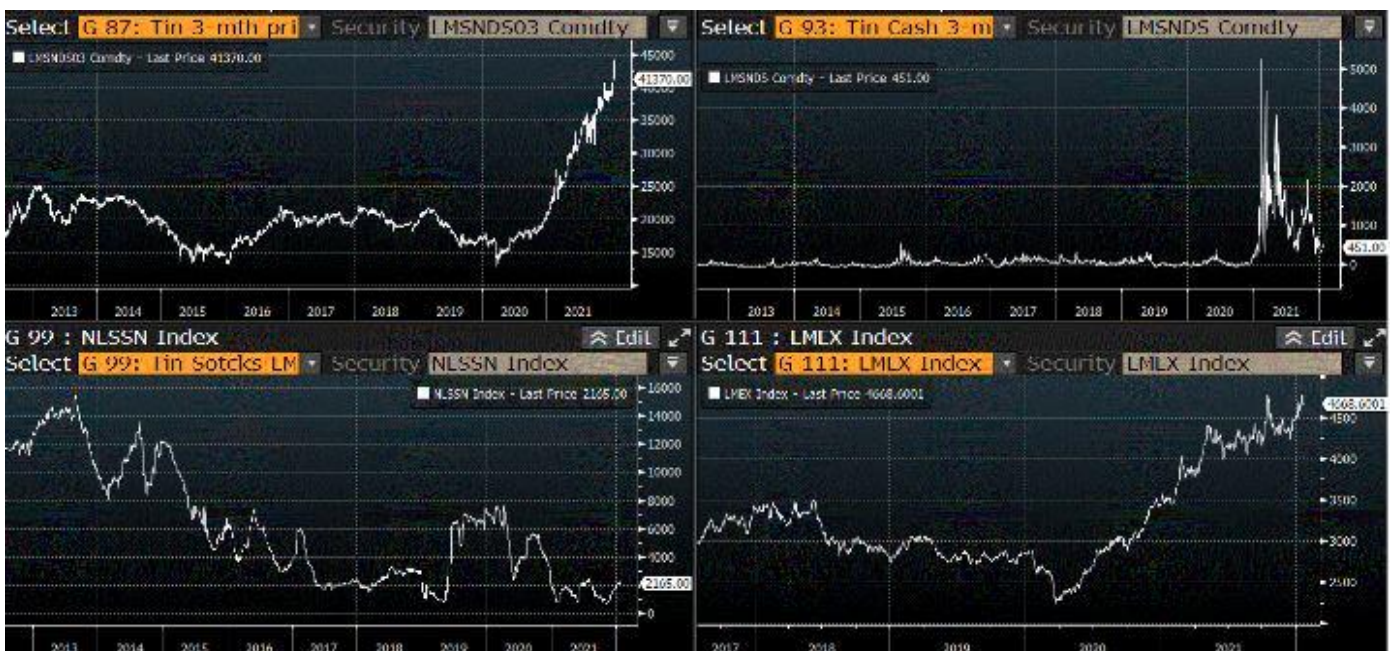 Select G 87: Tin 3-mth pri Security LMSNDS03 Comdty
LMSNDS03 Comdty - Last Price 41370.00
45000
41370.00
40000
35000
30000
25000
20000
15000
2013 2014 2015 2016 2017 2018 2019 2020 2021
Select G 93: Tin Cash 3-m Security LMSNDS Comdty
LMSNDS Comdty - Last Price 451.00
5000
4000
3000
2000
1000
451.00
0
2013 2014 2015 2016 2017 2018 2019 2020 2021
G 99 : NLSSN Index Edit
Select G 99: Tin Sotcks LM Security NLSSN Index
NLSSN Index - Last Price 2165.00
16000
14000
12000
10000
8000
6000
4000
2165.00
0
2013 2014 2015 2016 2017 2018 2019 2020 2021
G 111 : LMEX Index Edit
Select G 111: LMEX Index Security LMEX Index
LMEX Index - Last Price 4668.6001
4668.6001
4500
4000
3500
3000
2500
2017 2018 2019 2020 2021